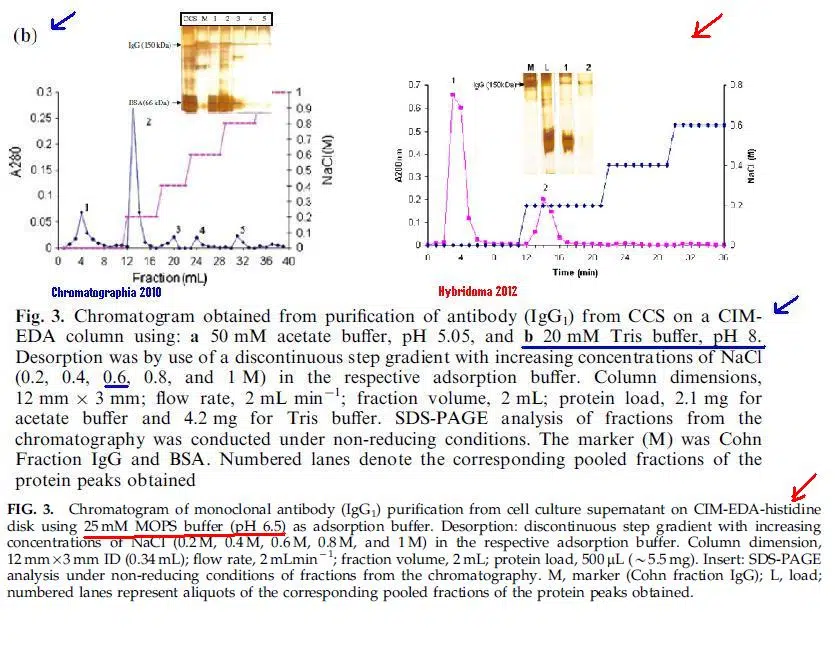 (b)
CCS M 1 2 3 4 5
IgG (150 kDa)
BSA (66 kDa)
0.3
0.25
0.2
0.15
0.1
0.05
0
A280
1
2
3
4
5
1
0.9
0.8
0.7
0.6
0.5
0.4
0.3
0.2
0.1
0
NaCl(M)
0 4 8 12 16 20 24 28 32 36 40
Fraction (mL)
Chromatographia 2010
M L 1 2
IgG (150kDa)
0.7
0.6
0.5
0.4
0.3
0.2
0.1
0
A280nm
1
2
0.8
0.6
0.4
0.2
0
NaCl (M)
0 4 8 12 16 20 24 28 32 36
Time (min)
Hybridoma 2012
Fig. 3. Chromatogram obtained from purification of antibody (IgG₁) from CCS on a CIM-
EDA column using: a 50 mM acetate buffer, pH 5.05, and b 20 mM Tris buffer, pH 8.
Desorption was by use of a discontinuous step gradient with increasing concentrations of NaCl
(0.2, 0.4, 0.6, 0.8, and 1 M) in the respective adsorption buffer. Column dimensions,
12 mm × 3 mm; flow rate, 2 mL min⁻¹; fraction volume, 2 mL; protein load, 2.1 mg for
acetate buffer and 4.2 mg for Tris buffer. SDS-PAGE analysis of fractions from the
chromatography was conducted under non-reducing conditions. The marker (M) was Cohn
Fraction IgG and BSA. Numbered lanes denote the corresponding pooled fractions of the
protein peaks obtained
FIG. 3. Chromatogram of monoclonal antibody (IgG₁) purification from cell culture supernatant on CIM-EDA-histidine
disk using 25 mM MOPS buffer (pH 6.5) as adsorption buffer. Desorption: discontinuous step gradient with increasing
concentrations of NaCl (0.2 M, 0.4 M, 0.6 M, 0.8 M, and 1 M) in the respective adsorption buffer. Column dimension,
12 mm ×3 mm ID (0.34 mL); flow rate, 2 mLmin⁻¹; fraction volume, 2 mL; protein load, 500 μL (∼5.5 mg). Insert: SDS-PAGE
analysis under non-reducing conditions of fractions from the chromatography. M, marker (Cohn fraction IgG); L, load;
numbered lanes represent aliquots of the corresponding pooled fractions of the protein peaks obtained.